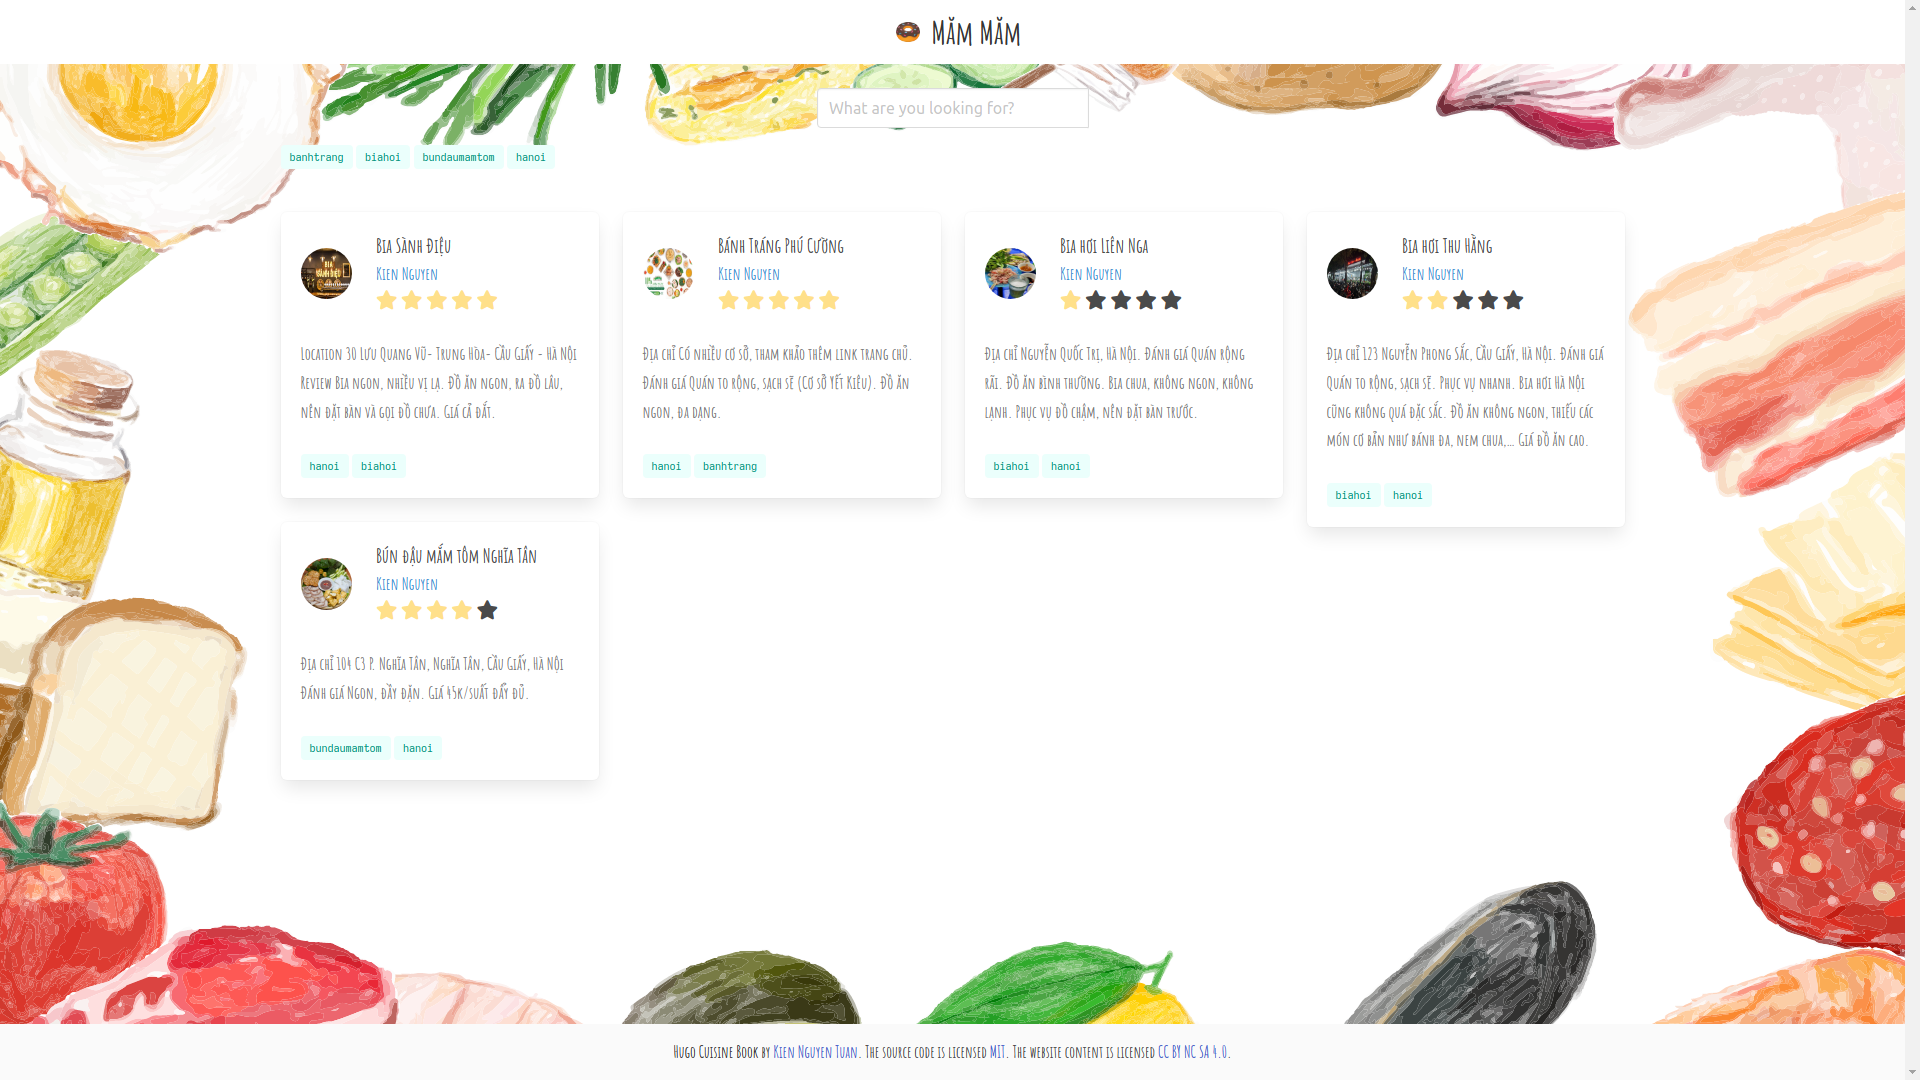 Măm Măm
What are you looking for?
banhtrang biahoi bundaumamtom hanoi
Bia Sành Điệu
Kien Nguyen
Location 30 Lưu Quang Vũ- Trung Hòa- Cầu Giấy - Hà Nội
Review Bia ngon, nhiều vị lạ. Đồ ăn ngon, ra đồ lâu,
nên đặt bàn và gọi đồ chưa. Giá cả đắt.
hanoi biahoi
Bánh Tráng Phú Cường
Kien Nguyen
Địa chỉ Có nhiều cơ sở, tham khảo thêm link trang chủ.
Đánh giá Quán to rộng, sạch sẽ (Cơ sở Yết Kiêu). Đồ ăn
ngon, đa dạng.
hanoi banhtrang
Bia hơi Liên Nga
Kien Nguyen
Địa chỉ Nguyễn Quốc Trị, Hà Nội. Đánh giá Quán rộng
rãi. Đồ ăn bình thường. Bia chua, không ngon, không
lạnh. Phục vụ đồ chậm, nên đặt bàn trước.
biahoi hanoi
Bia hơi Thu Hằng
Kien Nguyen
Địa chỉ 123 Nguyễn Phong Sắc, Cầu Giấy, Hà Nội. Đánh giá
Quán to rộng, sạch sẽ. Phục vụ nhanh. Bia hơi Hà Nội
cũng không quá đặc sắc. Đồ ăn không ngon, thiếu các
món cơ bản như bánh đa, nem chua,... Giá đồ ăn cao.
biahoi hanoi
Bún đậu mắm tôm Nghĩa Tân
Kien Nguyen
Địa chỉ 104 C3 P. Nghĩa Tân, Nghĩa Tân, Cầu Giấy, Hà Nội
Đánh giá Ngon, đầy đặn. Giá 45k/suất đẩy đủ.
bundaumamtom hanoi
Hugo Cuisine Book by Kien Nguyen Tuan. The source code is licensed MIT. The website content is licensed CC BY NC SA 4.0.